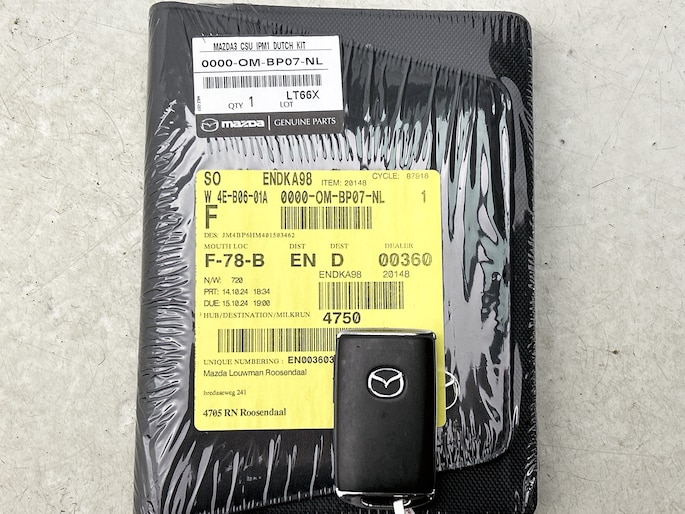 MAZDA3 CSU IPM1 DUTCH KIT
0000-OM-BP07-NL
QTY 1 LOT LT66X
mazda GENUINE PARTS
SO ENDKA98 ITEM: 20148 CYCLE: 87918
W 4E-B06-01A 0000-OM-BP07-NL 1
F
DES: JM4BP6HM401503462
MOUTH LOC DIST DEST DEALER
F-78-B EN D 00360
N/W: 720 ENDKA98 20148
PRT: 14.10.24 18:34
DUE: 15.10.24 19:00
HUB/DESTINATION/MILKRUN 4750
UNIQUE NUMBERING : EN003603
Mazda Louwman Roosendaal
bredaseweg 241
4705 RN Roosendaal